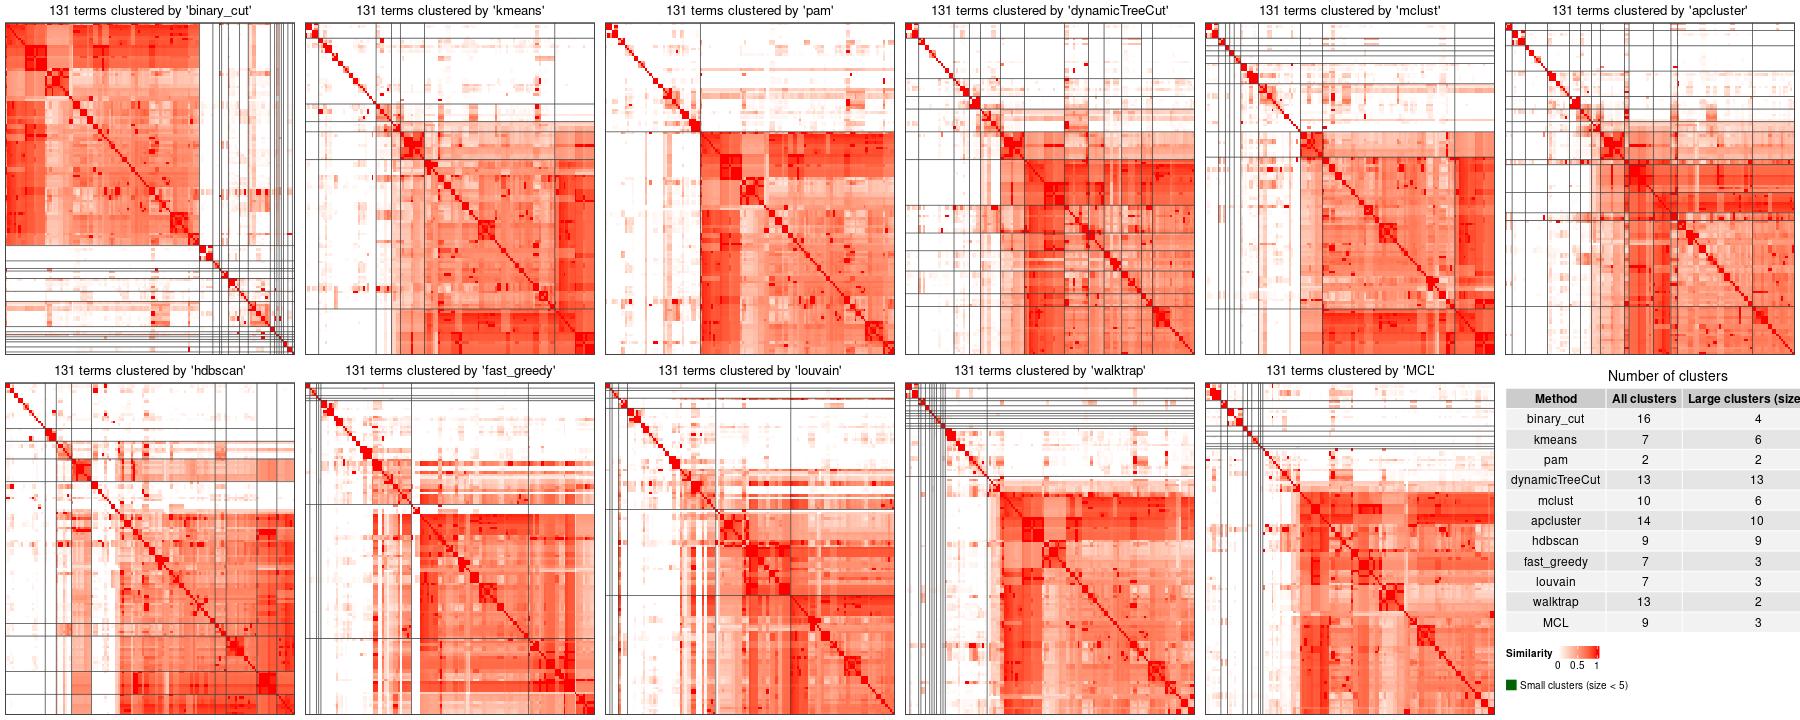 131 terms clustered by 'binary_cut'
131 terms clustered by 'kmeans'
131 terms clustered by 'pam'
131 terms clustered by 'dynamicTreeCut'
131 terms clustered by 'mclust'
131 terms clustered by 'apcluster'
131 terms clustered by 'hdbscan'
131 terms clustered by 'fast_greedy'
131 terms clustered by 'louvain'
131 terms clustered by 'walktrap'
131 terms clustered by 'MCL'
Number of clusters
Method All clusters Large clusters (size
binary_cut 16 4
kmeans 7 6
pam 2 2
dynamicTreeCut 13 13
mclust 10 6
apcluster 14 10
hdbscan 9 9
fast_greedy 7 3
louvain 7 3
walktrap 13 2
MCL 9 3
Similarity
0 0.5 1
Small clusters (size < 5)